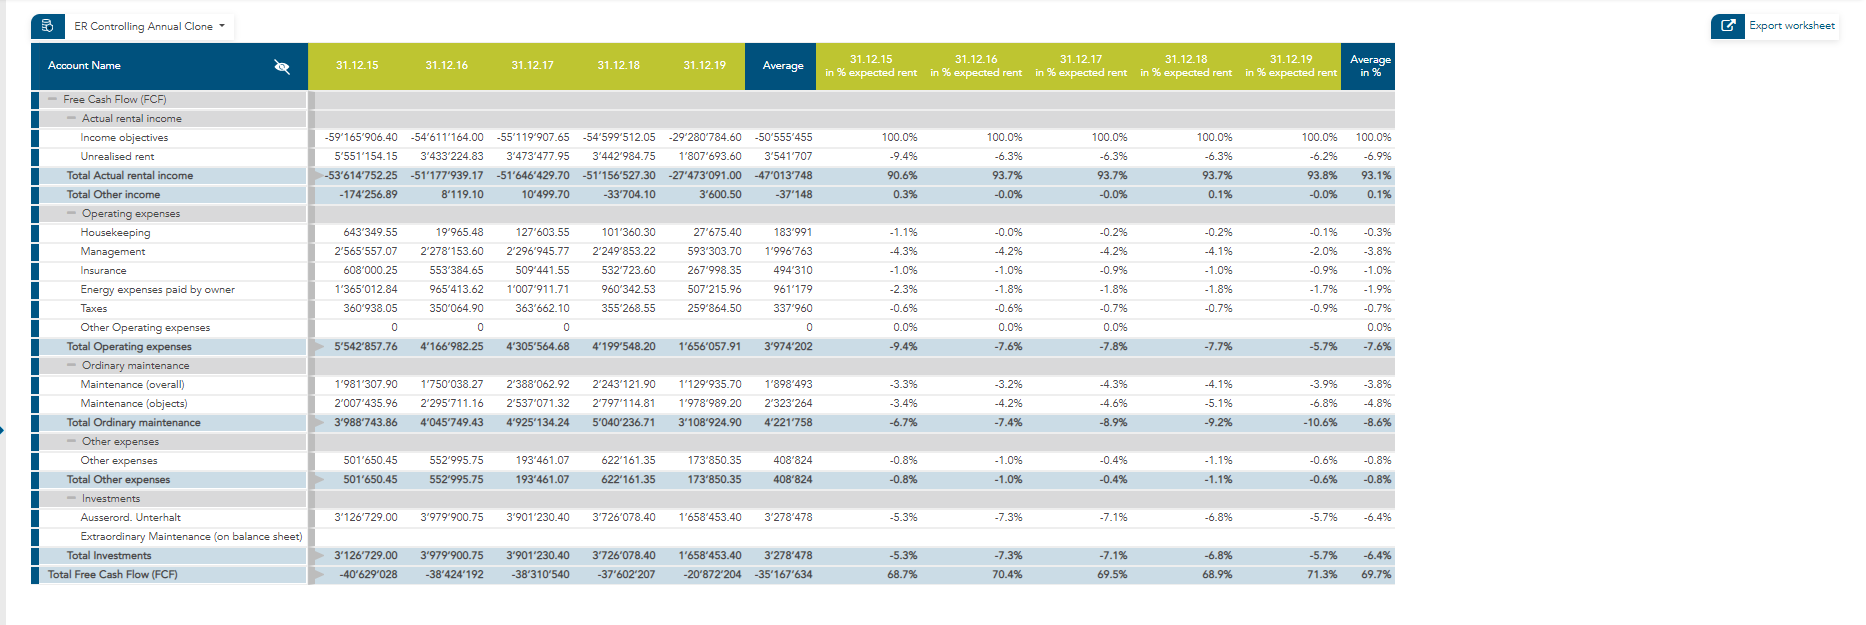 ER Controlling Annual Clone
Export worksheet
Account Name 31.12.15 31.12.16 31.12.17 31.12.18 31.12.19 Average 31.12.15 in % expected rent 31.12.16 in % expected rent 31.12.17 in % expected rent 31.12.18 in % expected rent 31.12.19 in % expected rent Average in %
Free Cash Flow (FCF)
Actual rental income
Income objectives -59'165'906.40 -54'611'164.00 -55'119'907.65 -54'599'512.05 -29'280'784.60 -50'555'455 100.0% 100.0% 100.0% 100.0% 100.0% 100.0%
Unrealised rent 5'551'154.15 3'433'224.83 3'473'477.95 3'442'984.75 1'807'693.60 3'541'707 -9.4% -6.3% -6.3% -6.3% -6.2% -6.9%
Total Actual rental income -53'614'752.25 -51'177'939.17 -51'646'429.70 -51'156'527.30 -27'473'091.00 -47'013'748 90.6% 93.7% 93.7% 93.7% 93.8% 93.1%
Total Other income -174'256.89 8'119.10 10'499.70 -33'704.10 3'600.50 -37'148 0.3% -0.0% -0.0% 0.1% -0.0% 0.1%
Operating expenses
Housekeeping 643'349.55 19'965.48 127'603.55 101'360.30 27'675.40 183'991 -1.1% -0.0% -0.2% -0.2% -0.1% -0.3%
Management 2'565'557.07 2'278'153.60 2'296'945.77 2'249'853.22 593'303.70 1'996'763 -4.3% -4.2% -4.2% -4.1% -2.0% -3.8%
Insurance 608'000.25 553'384.65 509'441.55 532'723.60 267'998.35 494'310 -1.0% -1.0% -0.9% -1.0% -0.9% -1.0%
Energy expenses paid by owner 1'365'012.84 965'413.62 1'007'911.71 960'342.53 507'215.96 961'179 -2.3% -1.8% -1.8% -1.8% -1.7% -1.9%
Taxes 360'938.05 350'064.90 363'662.10 355'268.55 259'864.50 337'960 -0.6% -0.6% -0.7% -0.7% -0.9% -0.7%
Other Operating expenses 0 0 0 0 0.0% 0.0% 0.0% 0.0%
Total Operating expenses 5'542'857.76 4'166'982.25 4'305'564.68 4'199'548.20 1'656'057.91 3'974'202 -9.4% -7.6% -7.8% -7.7% -5.7% -7.6%
Ordinary maintenance
Maintenance (overall) 1'981'307.90 1'750'038.27 2'388'062.92 2'243'121.90 1'129'935.70 1'898'493 -3.3% -3.2% -4.3% -4.1% -3.9% -3.8%
Maintenance (objects) 2'007'435.96 2'295'711.16 2'537'071.32 2'797'114.81 1'978'989.20 2'323'264 -3.4% -4.2% -4.6% -5.1% -6.8% -4.8%
Total Ordinary maintenance 3'988'743.86 4'045'749.43 4'925'134.24 5'040'236.71 3'108'924.90 4'221'758 -6.7% -7.4% -8.9% -9.2% -10.6% -8.6%
Other expenses
Other expenses 501'650.45 552'995.75 193'461.07 622'161.35 173'850.35 408'824 -0.8% -1.0% -0.4% -1.1% -0.6% -0.8%
Total Other expenses 501'650.45 552'995.75 193'461.07 622'161.35 173'850.35 408'824 -0.8% -1.0% -0.4% -1.1% -0.6% -0.8%
Investments
Ausserord. Unterhalt 3'126'729.00 3'979'900.75 3'901'230.40 3'726'078.40 1'658'453.40 3'278'478 -5.3% -7.3% -7.1% -6.8% -5.7% -6.4%
Extraordinary Maintenance (on balance sheet)
Total Investments 3'126'729.00 3'979'900.75 3'901'230.40 3'726'078.40 1'658'453.40 3'278'478 -5.3% -7.3% -7.1% -6.8% -5.7% -6.4%
Total Free Cash Flow (FCF) -40'629'028 -38'424'192 -38'310'540 -37'602'207 -20'872'204 -35'167'634 68.7% 70.4% 69.5% 68.9% 71.3% 69.7%